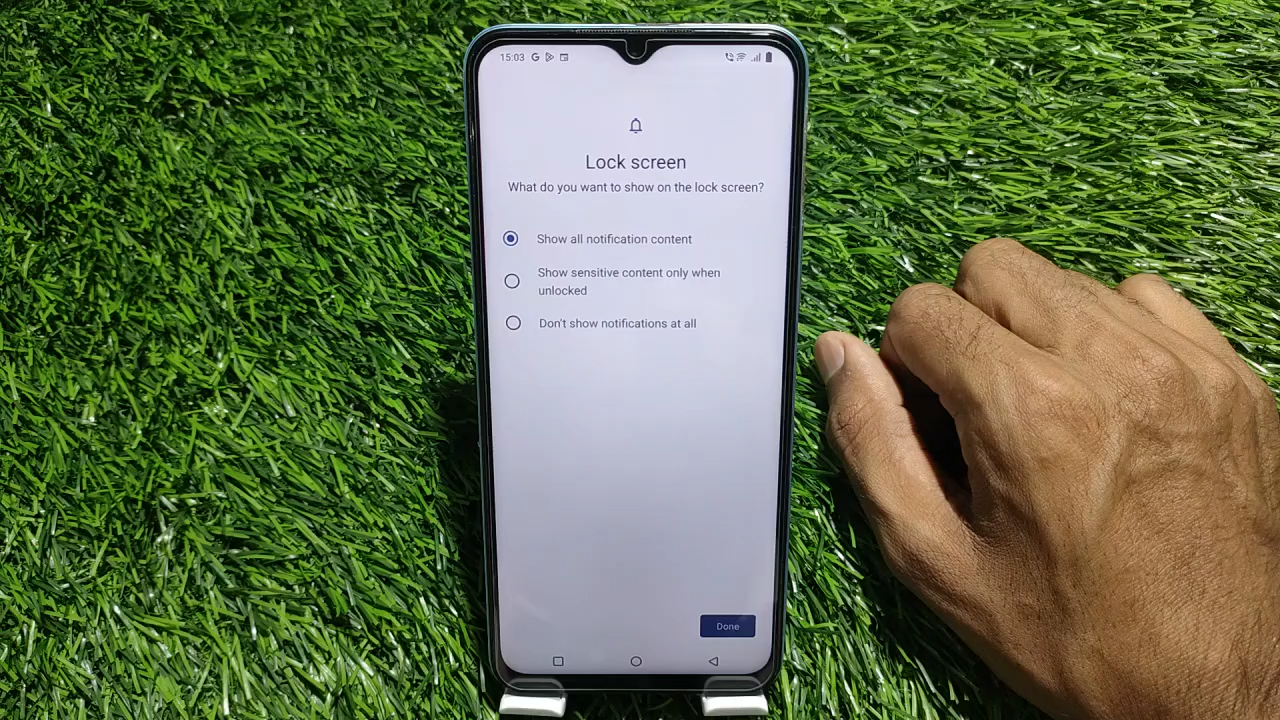 15:03 G
Lock screen
What do you want to show on the lock screen?
Show all notification content
Show sensitive content only when
unlocked
Don't show notifications at all
Done